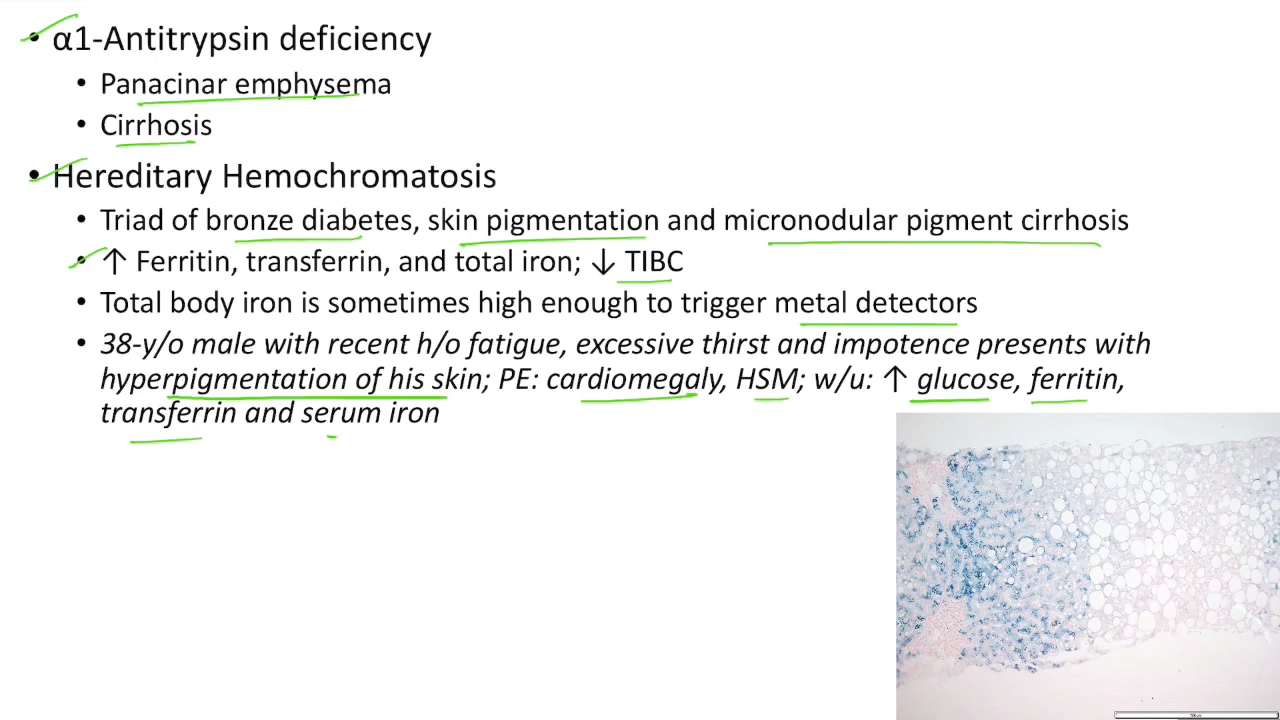 • α1-Antitrypsin deficiency
• Panacinar emphysema
• Cirrhosis
• Hereditary Hemochromatosis
• Triad of bronze diabetes, skin pigmentation and micronodular pigment cirrhosis
• ↑ Ferritin, transferrin, and total iron; ↓ TIBC
• Total body iron is sometimes high enough to trigger metal detectors
• 38-y/o male with recent h/o fatigue, excessive thirst and impotence presents with
hyperpigmentation of his skin; PE: cardiomegaly, HSM; w/u: ↑ glucose, ferritin,
transferrin and serum iron